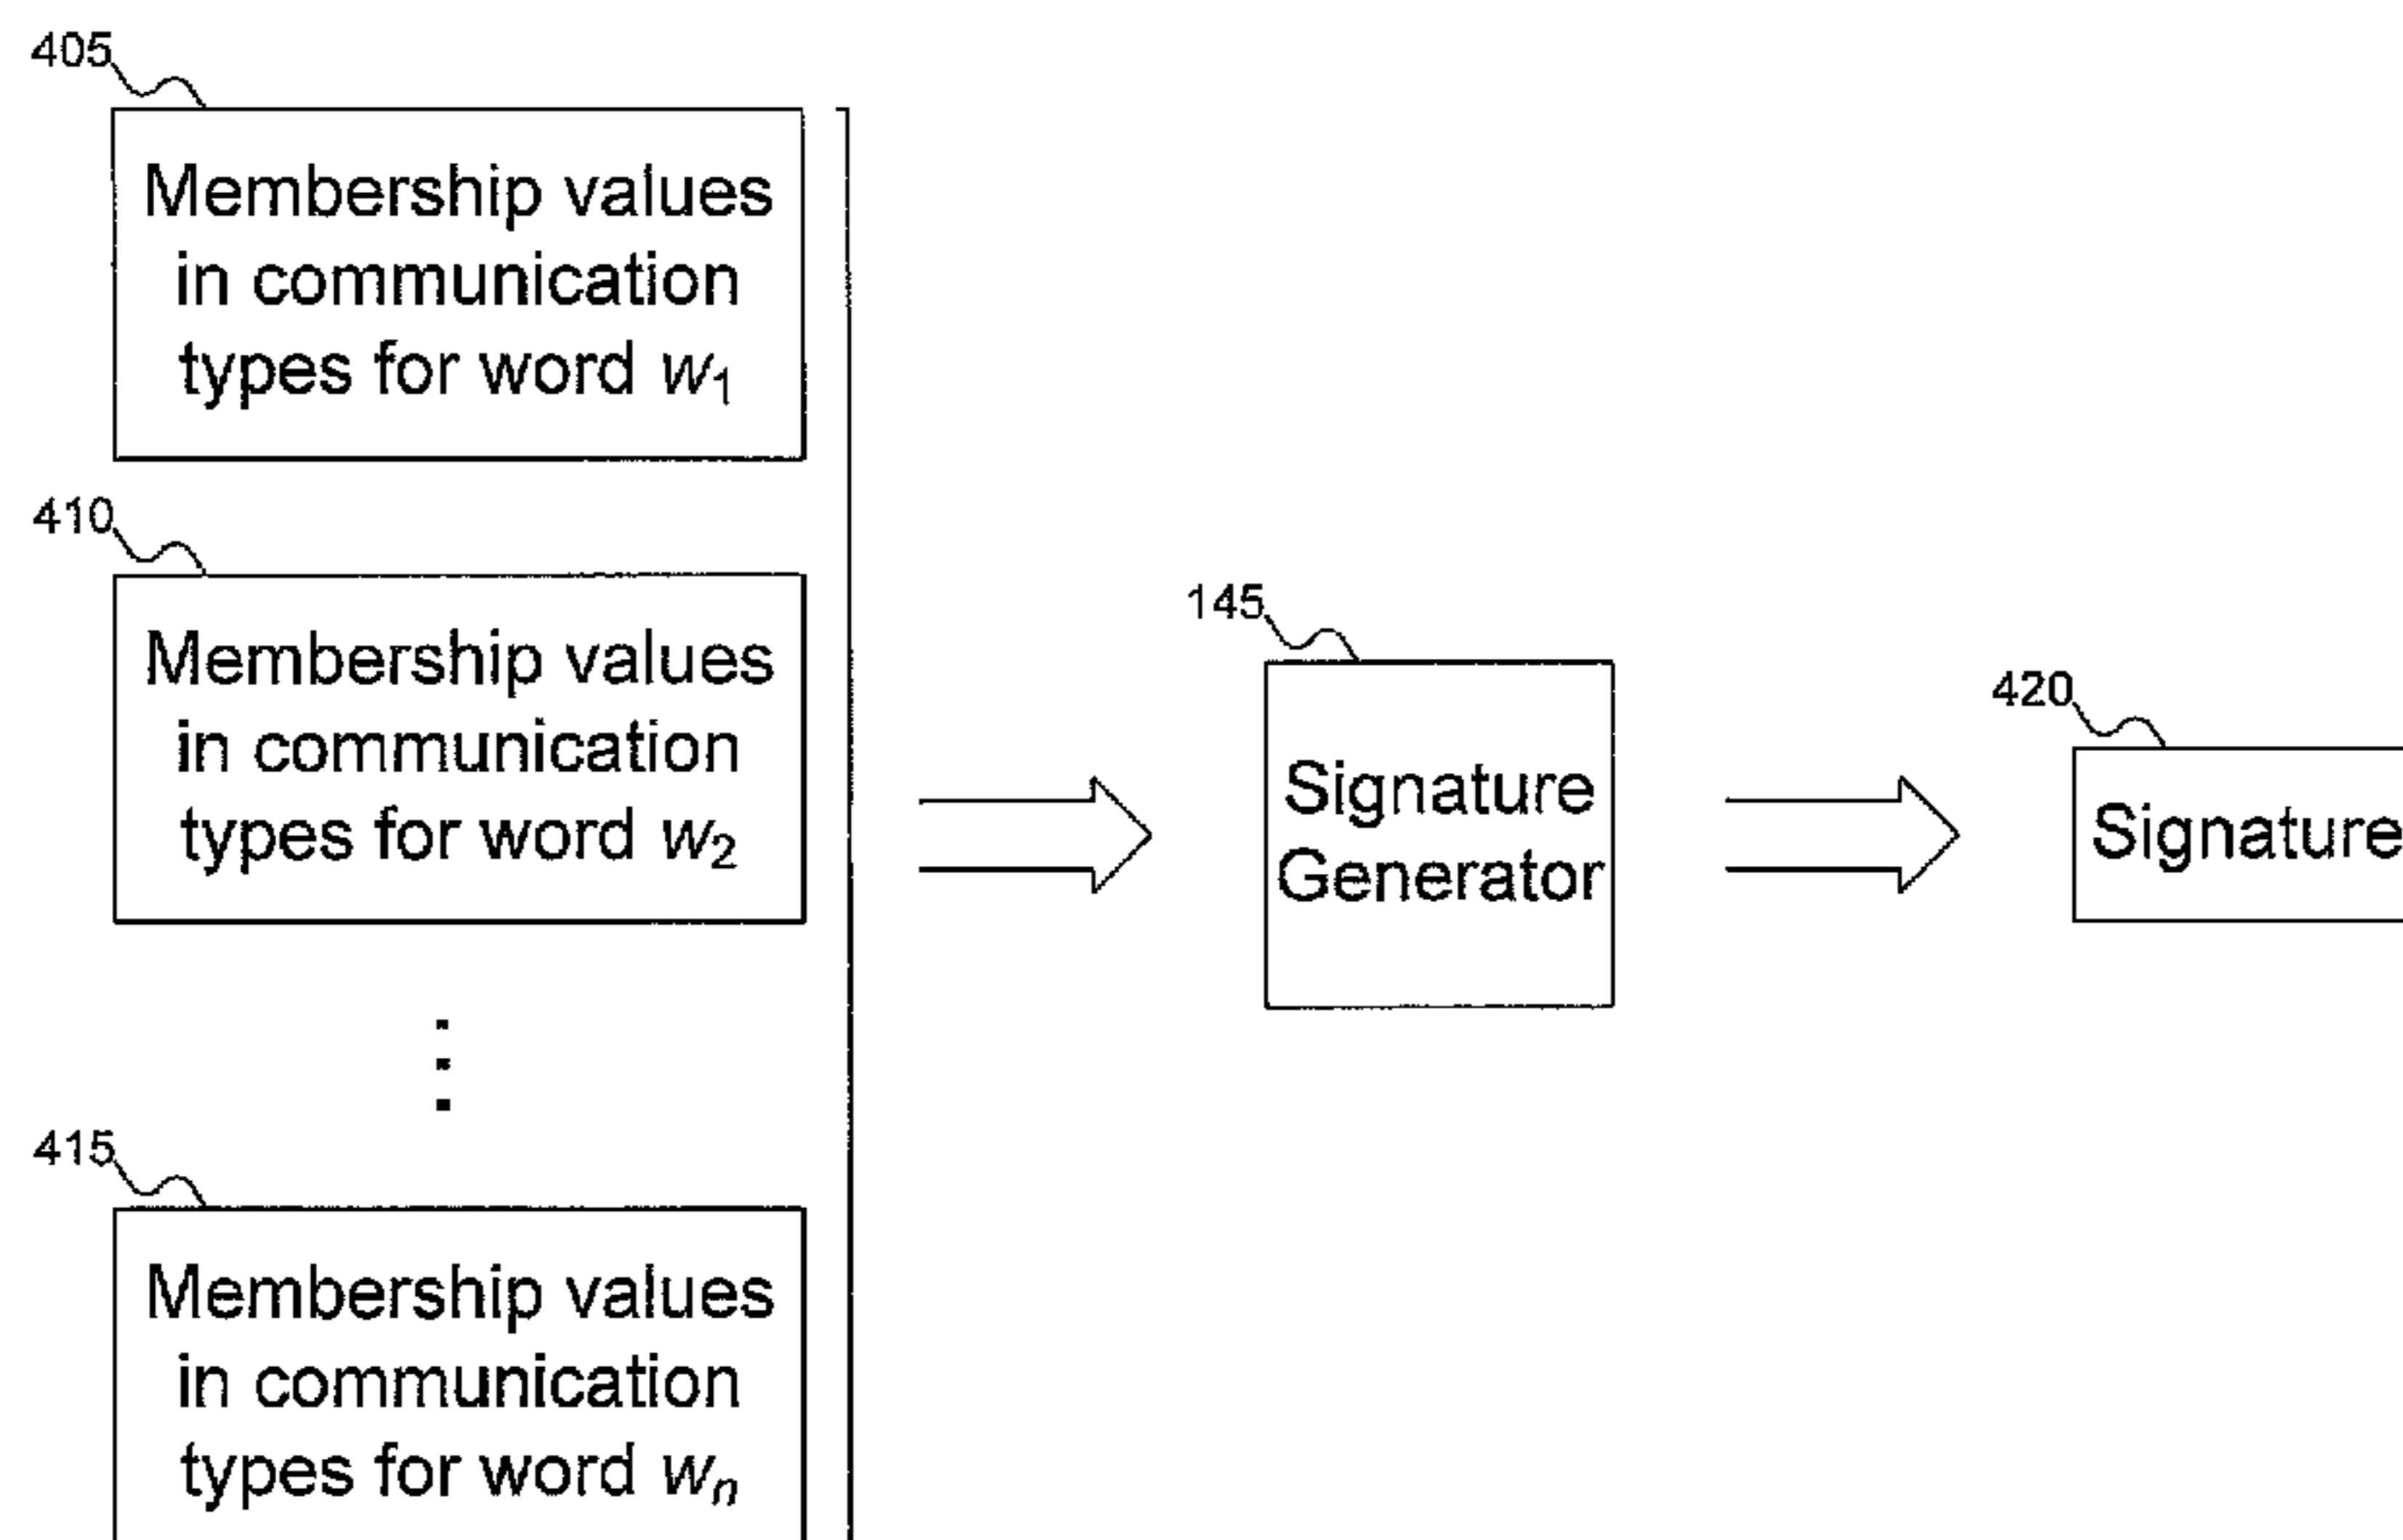 405
Membership values
in communication
types for word w₁
410
Membership values
in communication
types for word w₂
415
Membership values
in communication
types for word wₙ
145
Signature
Generator
420
Signature